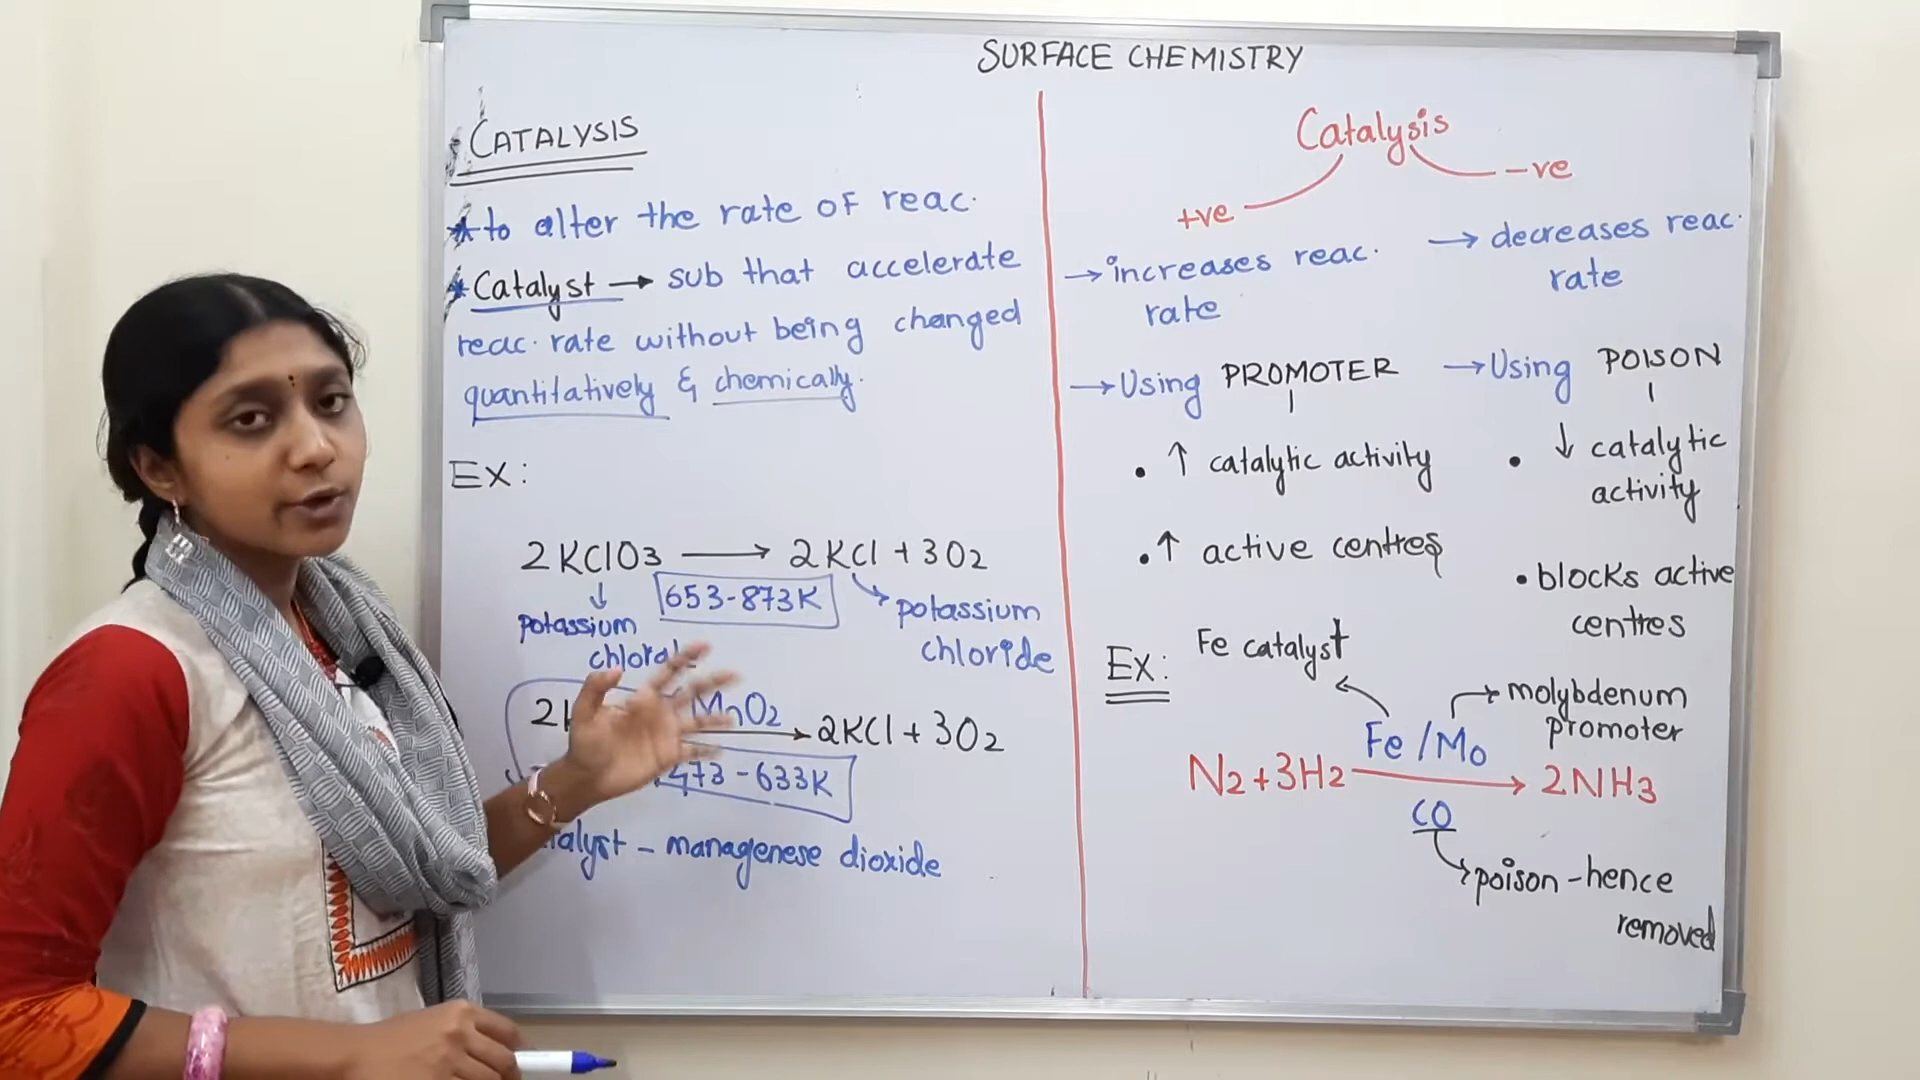 SURFACE CHEMISTRY
CATALYSIS
* to alter the rate of reac.
* Catalyst → sub that accelerate
reac. rate without being changed
quantitatively & chemically.
EX:
2KClO3 → 2KCl + 3O2
653-873K
potassium
potassium
chloride
MnO2
2KCl + 3O2
473-633K
managenese dioxide
Catalysis
+ve
-ve
→ increases reac.
rate
→ decreases reac.
rate
→ Using PROMOTER
→ Using POISON
• ↑ catalytic activity
• ↓ catalytic
activity
• ↑ active centres
• blocks active
centres
Ex:
Fe catalyst
molybdenum
promoter
Fe / Mo
N2 + 3H2 → 2NH3
CO
poison - hence
removed